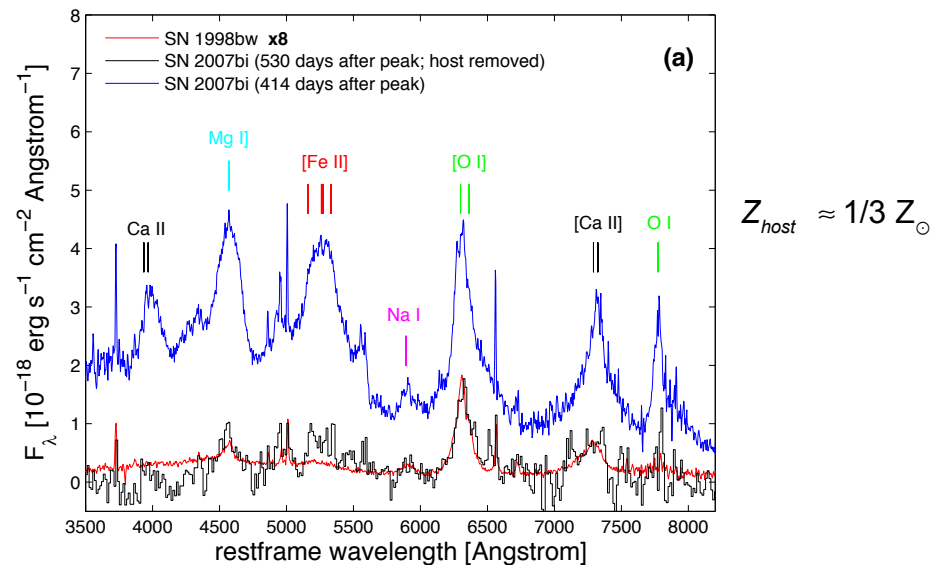 (a)
SN 1998bw x8
SN 2007bi (530 days after peak; host removed)
SN 2007bi (414 days after peak)
Mg I]
[Fe II]
[O I]
Ca II
[Ca II]
O I
Na I
Z_host ≈ 1/3 Z_⊙
8
7
6
5
4
3
2
1
0
F_λ [10⁻¹⁸ erg s⁻¹ cm⁻² Angstrom⁻¹]
3500 4000 4500 5000 5500 6000 6500 7000 7500 8000
restframe wavelength [Angstrom]